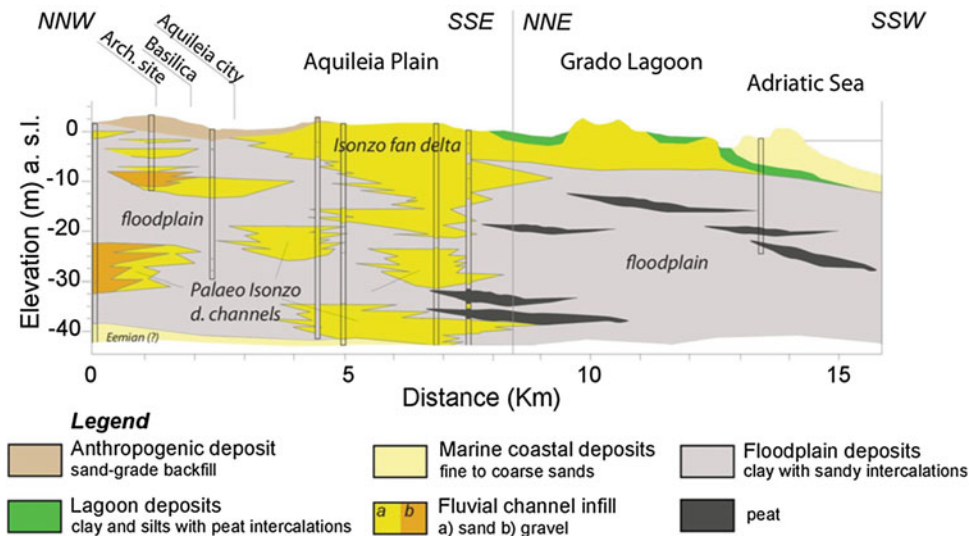 NNW
SSE
NNE
SSW
Arch. site
Basilica
Aquileia city
Aquileia Plain
Grado Lagoon
Adriatic Sea
Elevation (m) a. s.l.
0
-10
-20
-30
-40
Isonzo fan delta
floodplain
floodplain
Palaeo Isonzo
d. channels
Eemian (?)
0
5
10
15
Distance (Km)
Legend
Anthropogenic deposit
sand-grade backfill
Marine coastal deposits
fine to coarse sands
Floodplain deposits
clay with sandy intercalations
Lagoon deposits
clay and silts with peat intercalations
a b
Fluvial channel infill
a) sand b) gravel
peat